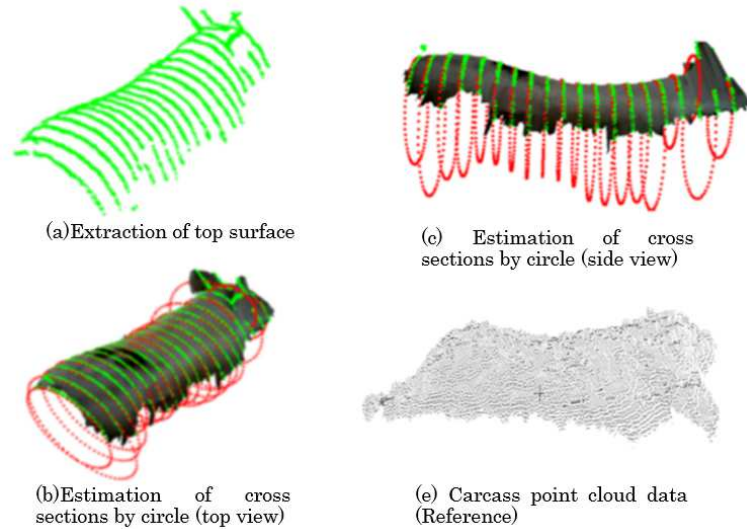 (a)Extraction of top surface
(c) Estimation of cross
sections by circle (side view)
(b)Estimation of cross
sections by circle (top view)
(e) Carcass point cloud data
(Reference)